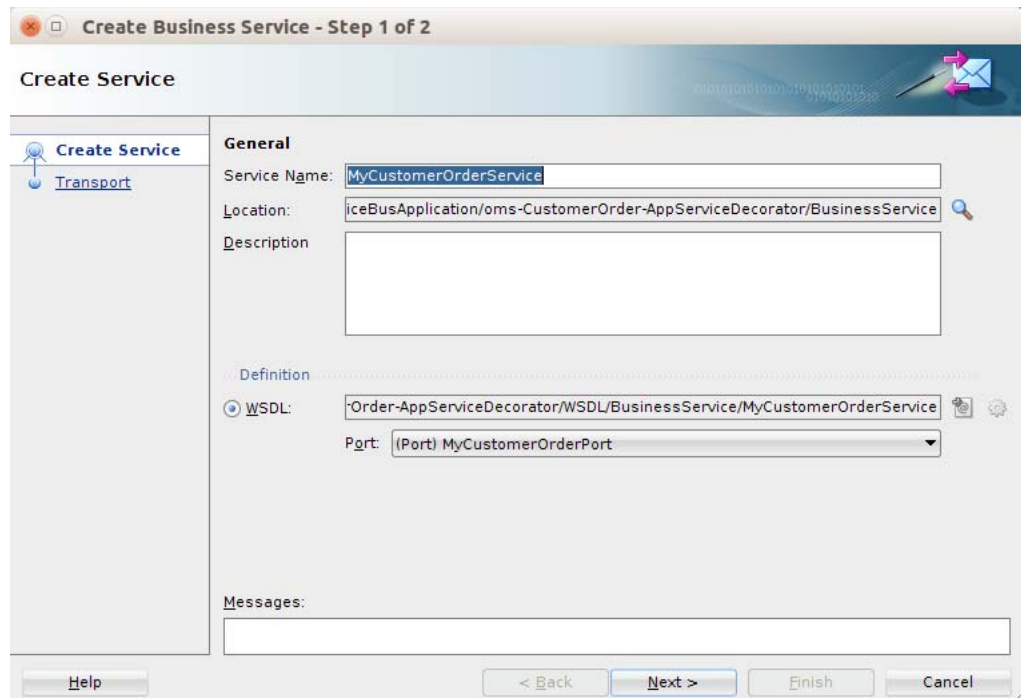 Create Business Service - Step 1 of 2
Create Service
Create Service
Transport
General
Service Name: MyCustomerOrderService
Location: iceBusApplication/oms-CustomerOrder-AppServiceDecorator/BusinessService
Description
Definition
WSDL: Order-AppServiceDecorator/WSDL/BusinessService/MyCustomerOrderService
Port: (Port) MyCustomerOrderPort
Messages:
Help
< Back
Next >
Finish
Cancel